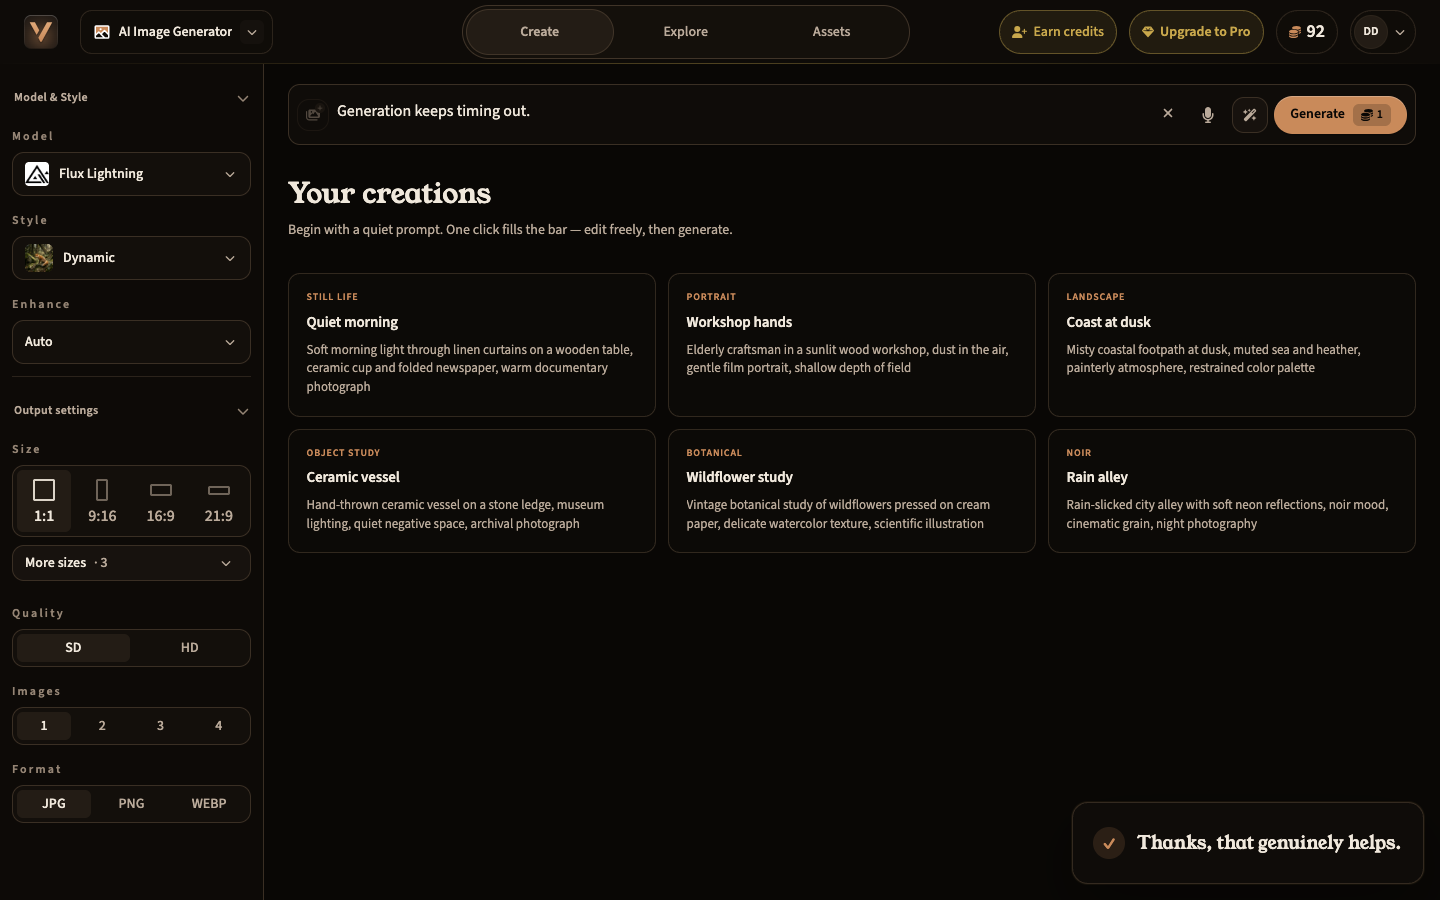 AI Image Generator
Create
Explore
Assets
Earn credits
Upgrade to Pro
92
DD
Model & Style
Model
Flux Lightning
Style
Dynamic
Enhance
Auto
Output settings
Size
1:1
9:16
16:9
21:9
More sizes · 3
Quality
SD
HD
Images
1
2
3
4
Format
JPG
PNG
WEBP
Generation keeps timing out.
Generate
1
Your creations
Begin with a quiet prompt. One click fills the bar — edit freely, then generate.
STILL LIFE
Quiet morning
Soft morning light through linen curtains on a wooden table,
ceramic cup and folded newspaper, warm documentary
photograph
PORTRAIT
Workshop hands
Elderly craftsman in a sunlit wood workshop, dust in the air,
gentle film portrait, shallow depth of field
LANDSCAPE
Coast at dusk
Misty coastal footpath at dusk, muted sea and heather,
painterly atmosphere, restrained color palette
OBJECT STUDY
Ceramic vessel
Hand-thrown ceramic vessel on a stone ledge, museum
lighting, quiet negative space, archival photograph
BOTANICAL
Wildflower study
Vintage botanical study of wildflowers pressed on cream
paper, delicate watercolor texture, scientific illustration
NOIR
Rain alley
Rain-slicked city alley with soft neon reflections, noir mood,
cinematic grain, night photography
Thanks, that genuinely helps.